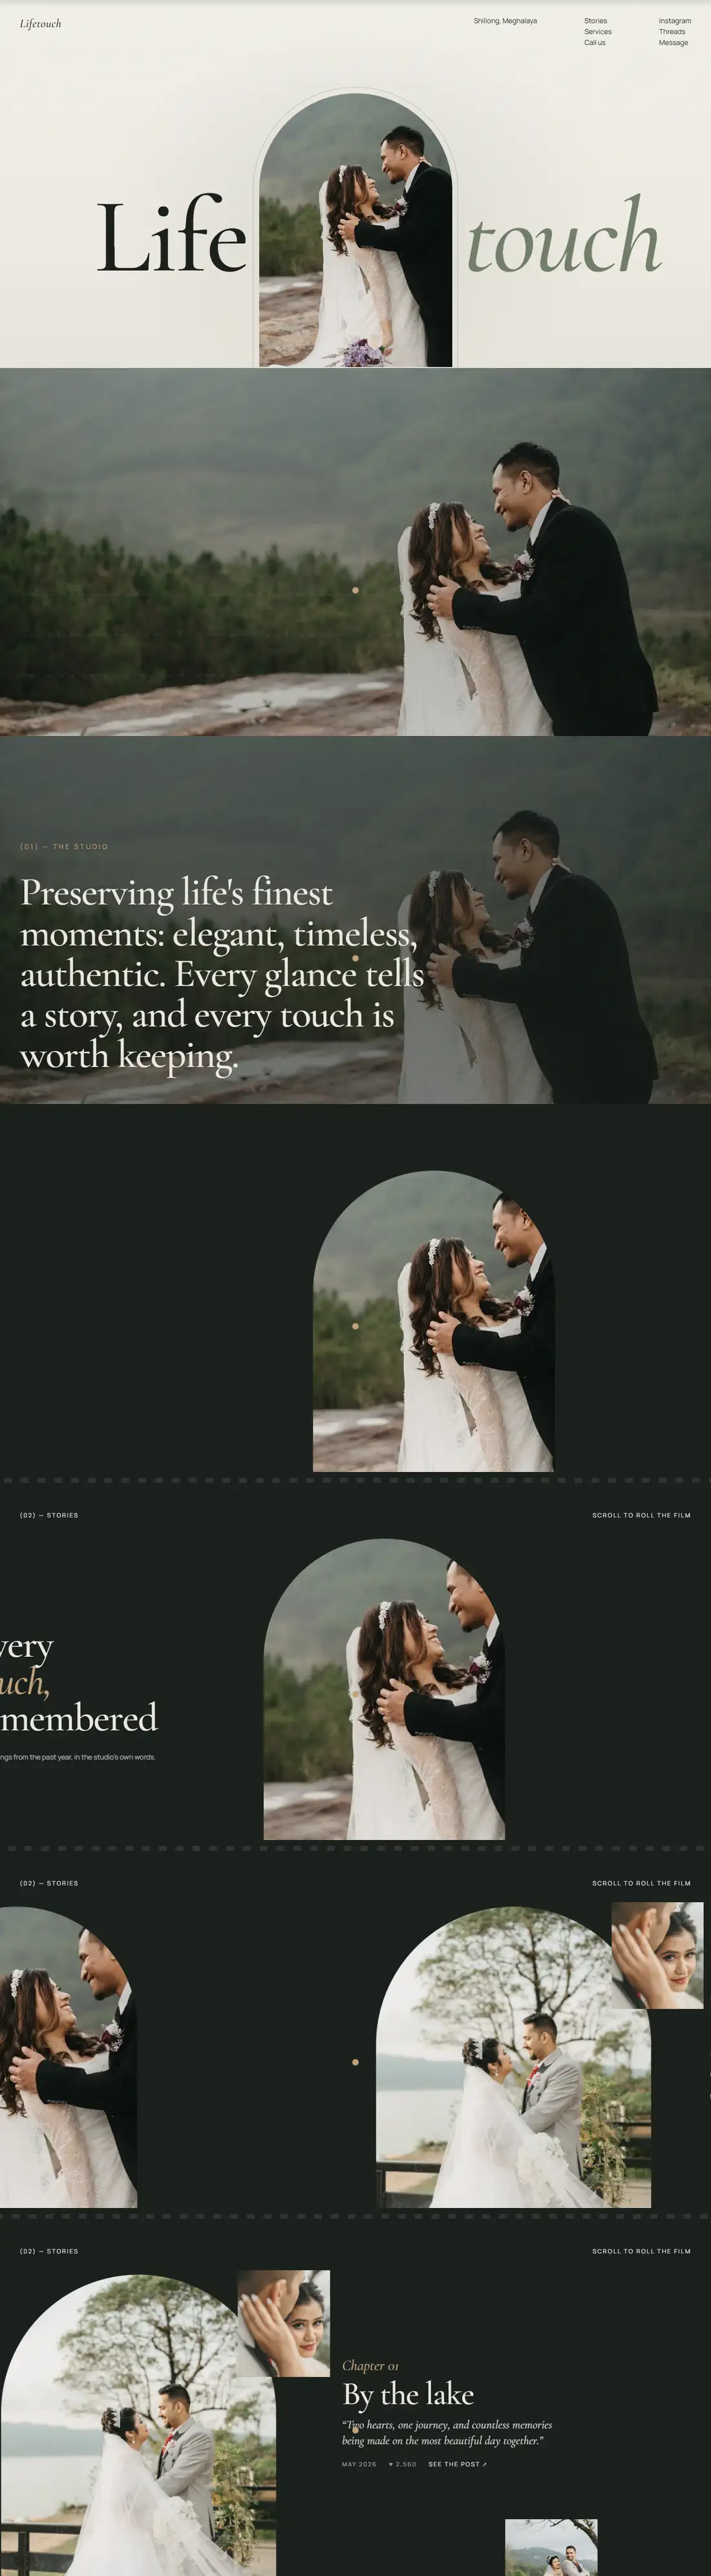 Lifetouch
Shillong, Meghalaya
Stories
Services
Call us
Instagram
Threads
Message
Life touch
(01) — THE STUDIO
Preserving life's finest
moments: elegant, timeless,
authentic. Every glance tells
a story, and every touch is
worth keeping.
(02) — STORIES
SCROLL TO ROLL THE FILM
very
uch,
membered
ngs from the past year, in the studio's own words.
(02) — STORIES
SCROLL TO ROLL THE FILM
(02) — STORIES
SCROLL TO ROLL THE FILM
Chapter 01
By the lake
“Two hearts, one journey, and countless memories
being made on the most beautiful day together.”
MAY 2026 ♥ 2,560 SEE THE POST ↗